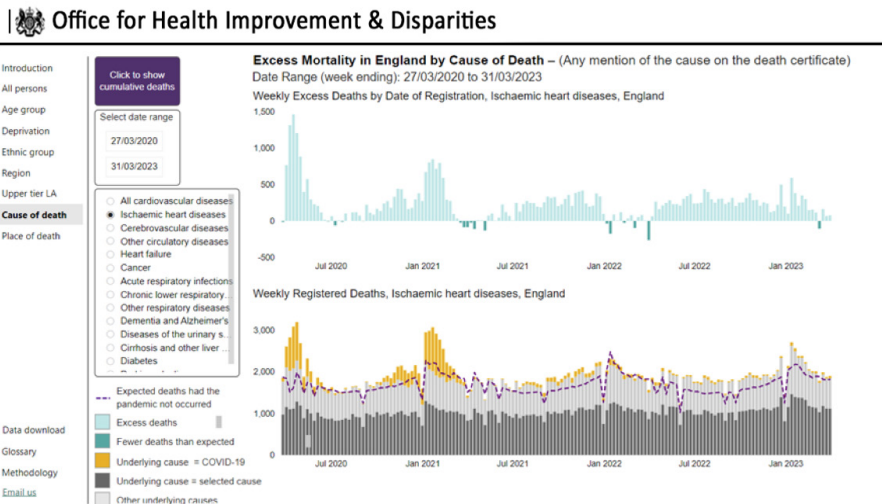 Office for Health Improvement & Disparities
Introduction
All persons
Age group
Deprivation
Ethnic group
Region
Upper tier LA
Cause of death
Place of death
Data download
Glossary
Methodology
Email us
Click to show
cumulative deaths
Select date range
27/03/2020
31/03/2023
All cardiovascular diseases
Ischaemic heart diseases
Cerebrovascular diseases
Other circulatory diseases
Heart failure
Cancer
Acute respiratory infections
Chronic lower respiratory...
Other respiratory diseases
Dementia and Alzheimer's
Diseases of the urinary s...
Cirrhosis and other liver ...
Diabetes
Expected deaths had the
pandemic not occurred
Excess deaths
Fewer deaths than expected
Underlying cause = COVID-19
Underlying cause = selected cause
Other underlying causes
Excess Mortality in England by Cause of Death – (Any mention of the cause on the death certificate)
Date Range (week ending): 27/03/2020 to 31/03/2023
Weekly Excess Deaths by Date of Registration, Ischaemic heart diseases, England
1,500
1,000
500
0
-500
Jul 2020 Jan 2021 Jul 2021 Jan 2022 Jul 2022 Jan 2023
Weekly Registered Deaths, Ischaemic heart diseases, England
3,000
2,000
1,000
0
Jul 2020 Jan 2021 Jul 2021 Jan 2022 Jul 2022 Jan 2023